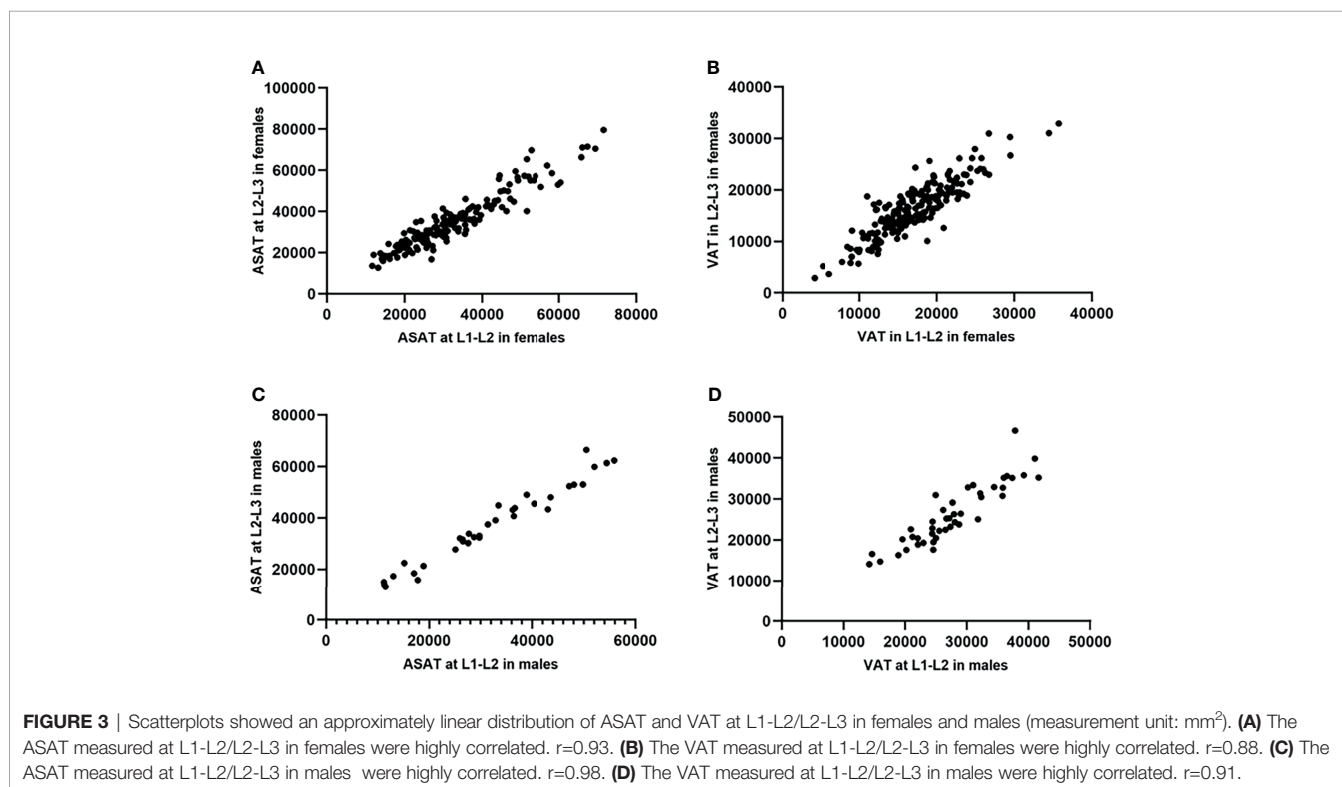 A
100000
80000
60000
40000
20000
0
ASAT at L2-L3 in females
0 20000 40000 60000 80000
ASAT at L1-L2 in females
B
40000
30000
20000
10000
0
VAT in L2-L3 in females
0 10000 20000 30000 40000
VAT in L1-L2 in females
C
80000
60000
40000
20000
0
ASAT at L2-L3 in males
0 20000 40000 60000
ASAT at L1-L2 in males
D
50000
40000
30000
20000
10000
0
VAT at L2-L3 in males
0 10000 20000 30000 40000 50000
VAT at L1-L2 in males
FIGURE 3 | Scatterplots showed an approximately linear distribution of ASAT and VAT at L1-L2/L2-L3 in females and males (measurement unit: mm²). (A) The
ASAT measured at L1-L2/L2-L3 in females were highly correlated. r=0.93. (B) The VAT measured at L1-L2/L2-L3 in females were highly correlated. r=0.88. (C) The
ASAT measured at L1-L2/L2-L3 in males were highly correlated. r=0.98. (D) The VAT measured at L1-L2/L2-L3 in males were highly correlated. r=0.91.